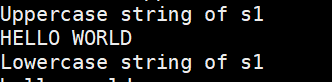 Uppercase string of s1
HELLO WORLD
Lowercase string of s1